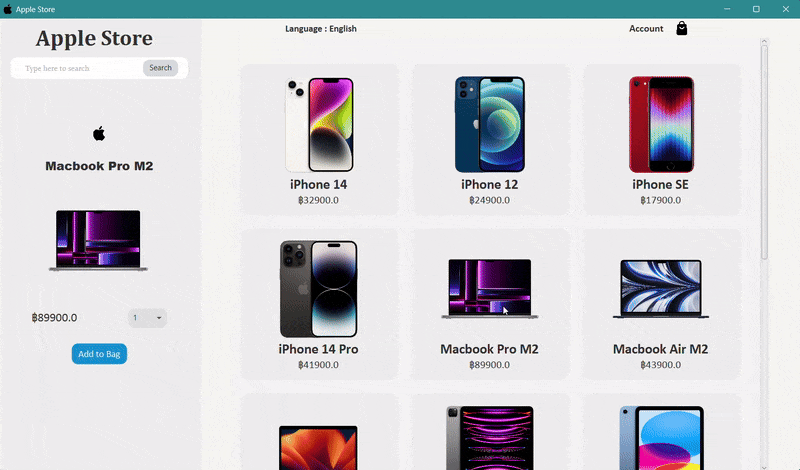 Apple Store
Apple Store
Language : English
Account
Type here to search
Search
Macbook Pro M2
฿89900.0
1
Add to Bag
iPhone 14
฿32900.0
iPhone 12
฿24900.0
iPhone SE
฿17900.0
iPhone 14 Pro
฿41900.0
Macbook Pro M2
฿89900.0
Macbook Air M2
฿43900.0